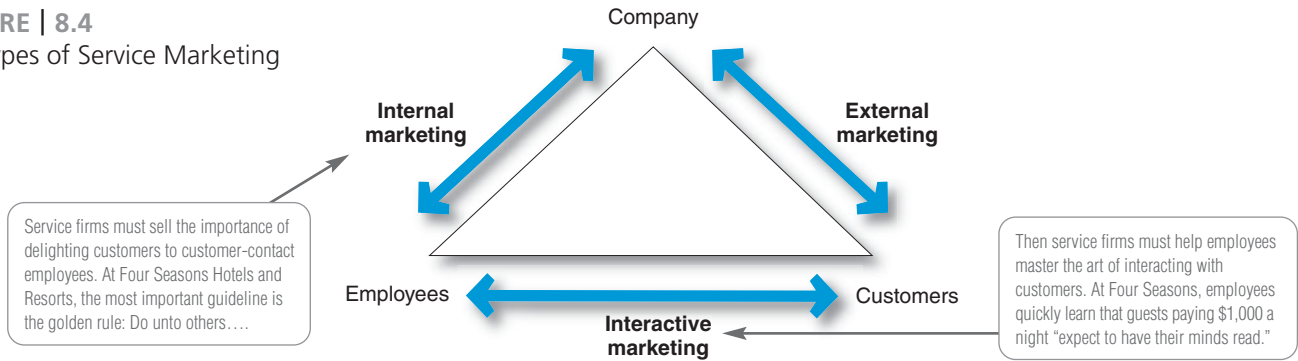 RE | 8.4
pes of Service Marketing
Company
Internal
marketing
External
marketing
Service firms must sell the importance of
delighting customers to customer-contact
employees. At Four Seasons Hotels and
Resorts, the most important guideline is
the golden rule: Do unto others….
Employees
Customers
Interactive
marketing
Then service firms must help employees
master the art of interacting with
customers. At Four Seasons, employees
quickly learn that guests paying $1,000 a
night “expect to have their minds read.”